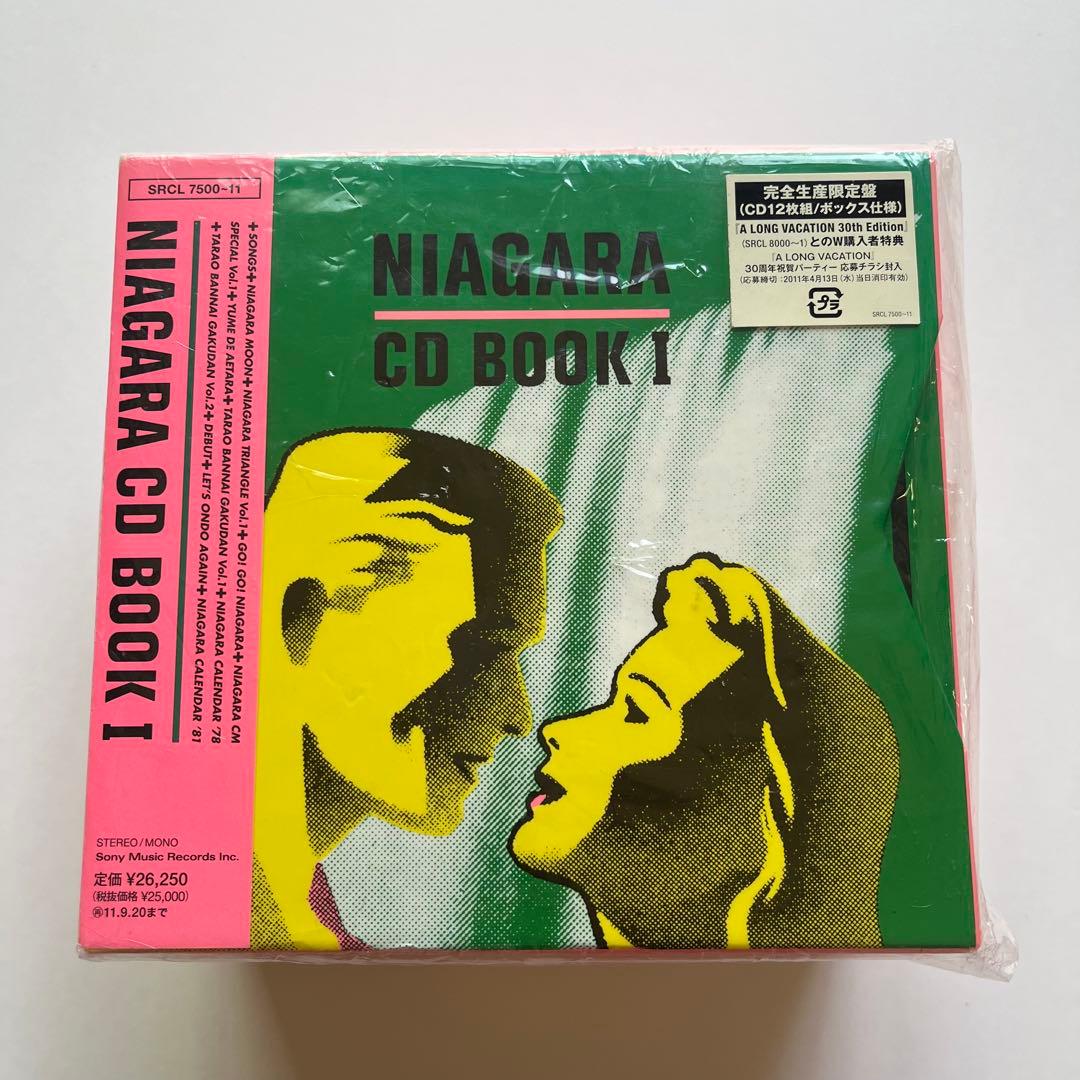 SRCL 7500~11
NIAGARA CD BOOK I
+SONGS+NIAGARA MOON+NIAGARA TRIANGLE Vol.1+GO! GO! NIAGARA+NIAGARA CM
SPECIAL Vol.1+YUME DE AETARA+TARAO BANNAI GAKUDAN Vol.1+NIAGARA CALENDAR '78
+TARAO BANNAI GAKUDAN Vol.2+DEBUT+LET'S ONDO AGAIN+NIAGARA CALENDAR '81
STEREO/MONO
Sony Music Records Inc.
定価 ¥26,250
(税抜価格 ¥25,000)
㋐11.9.20まで
NIAGARA
CD BOOK I
完全生産限定盤
(CD12枚組/ボックス仕様)
『A LONG VACATION 30th Edition』
(SRCL 8000~1)とのW購入者特典
『A LONG VACATION』
30周年祝賀パーティー 応募チラシ封入
(応募締切:2011年4月13日(水)当日消印有効)
プラ
SRCL 7500~11